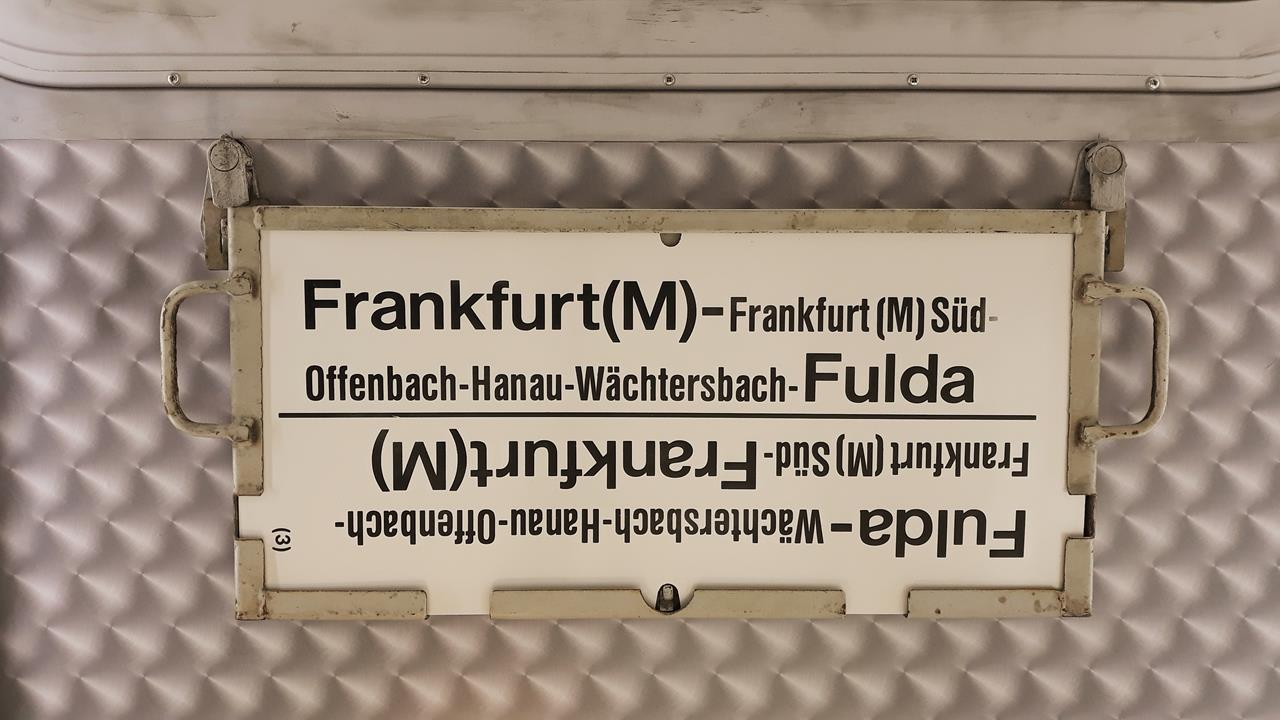 Frankfurt(M)-Frankfurt (M) Süd-
Offenbach-Hanau-Wächtersbach-Fulda
Fulda-Wächtersbach-Hanau-Offenbach-
Frankfurt (M) Süd-Frankfurt(M)
(3)